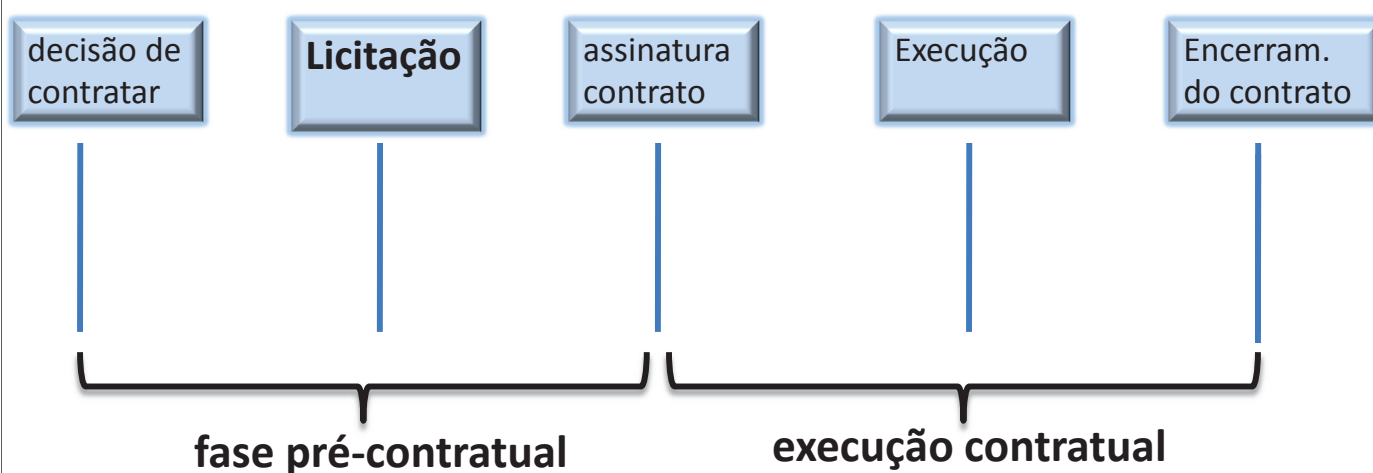 decisão de
contratar
Licitação
assinatura
contrato
Execução
Encerram.
do contrato
fase pré-contratual
execução contratual